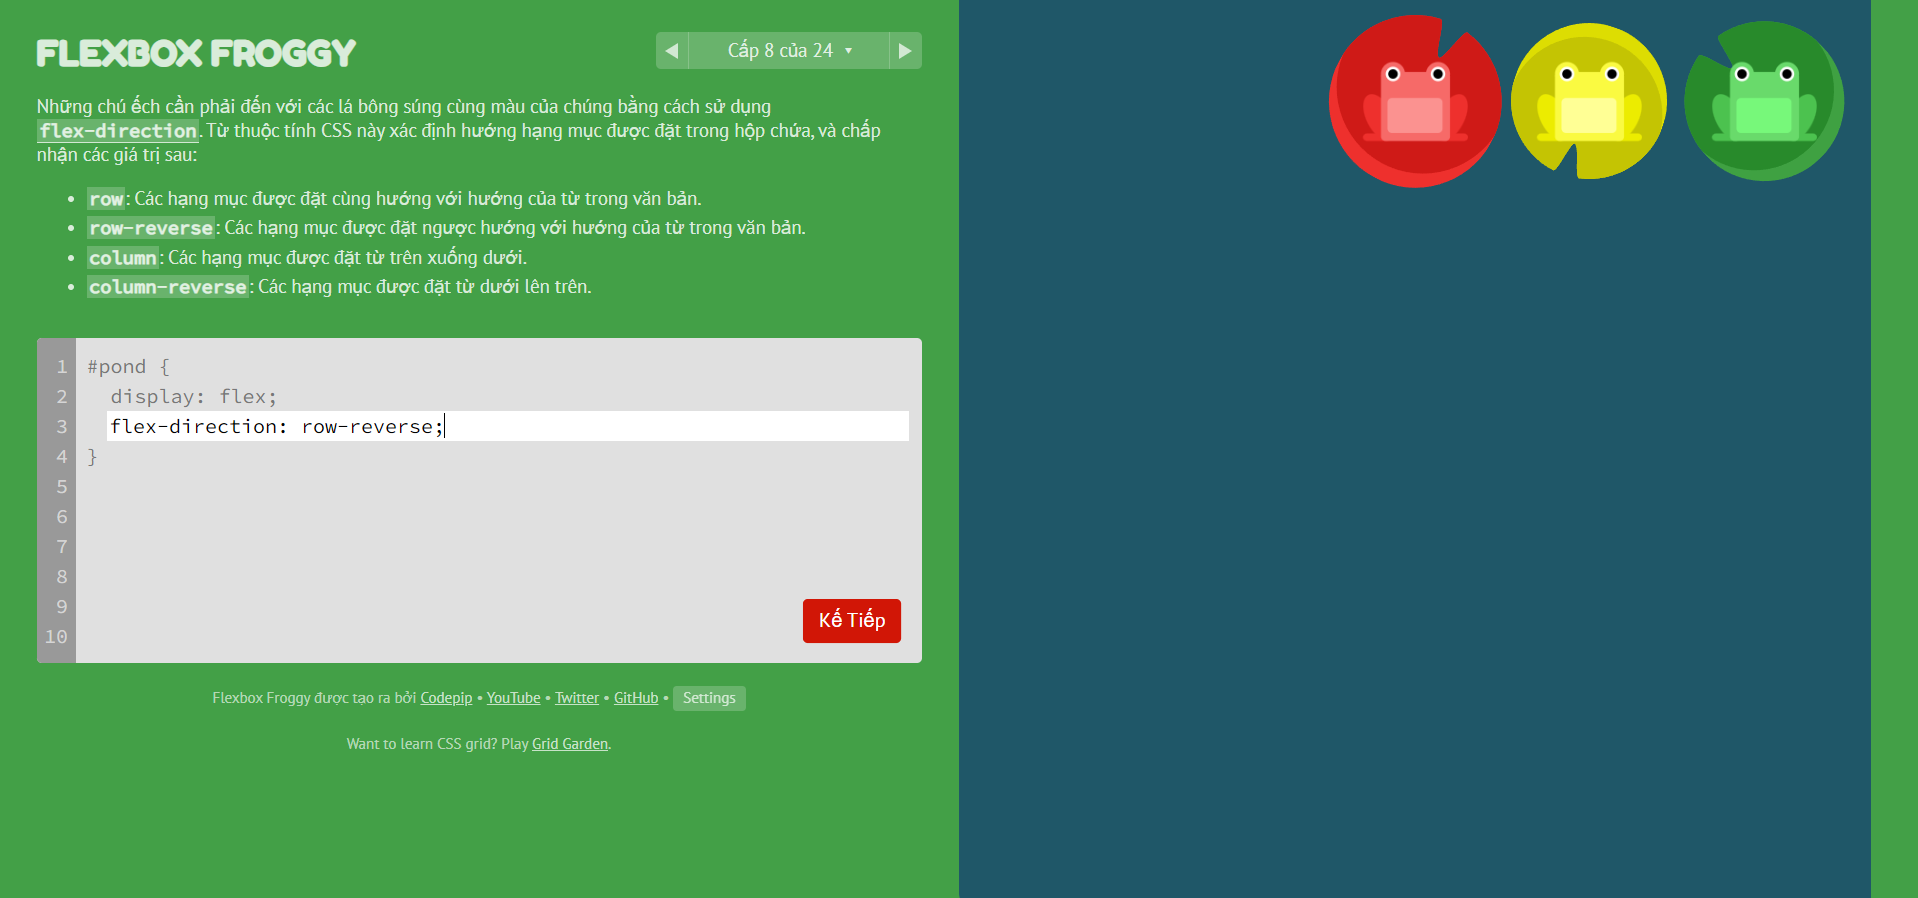 FLEXBOX FROGGY
Cấp 8 của 24
Những chú ếch cần phải đến với các lá bông súng cùng màu của chúng bằng cách sử dụng
flex-direction. Từ thuộc tính CSS này xác định hướng hạng mục được đặt trong hộp chứa, và chấp
nhận các giá trị sau:
• row: Các hạng mục được đặt cùng hướng với hướng của từ trong văn bản.
• row-reverse: Các hạng mục được đặt ngược hướng với hướng của từ trong văn bản.
• column: Các hạng mục được đặt từ trên xuống dưới.
• column-reverse: Các hạng mục được đặt từ dưới lên trên.
1 #pond {
2 display: flex;
3 flex-direction: row-reverse;
4 }
5
6
7
8
9
10
Kế Tiếp
Flexbox Froggy được tạo ra bởi Codepip • YouTube • Twitter • GitHub • Settings
Want to learn CSS grid? Play Grid Garden.